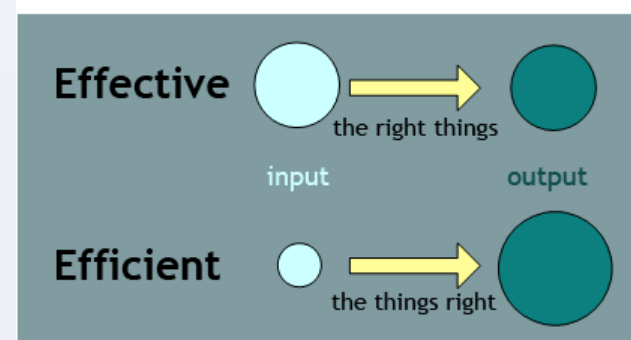 Effective
the right things
input output
Efficient
the things right